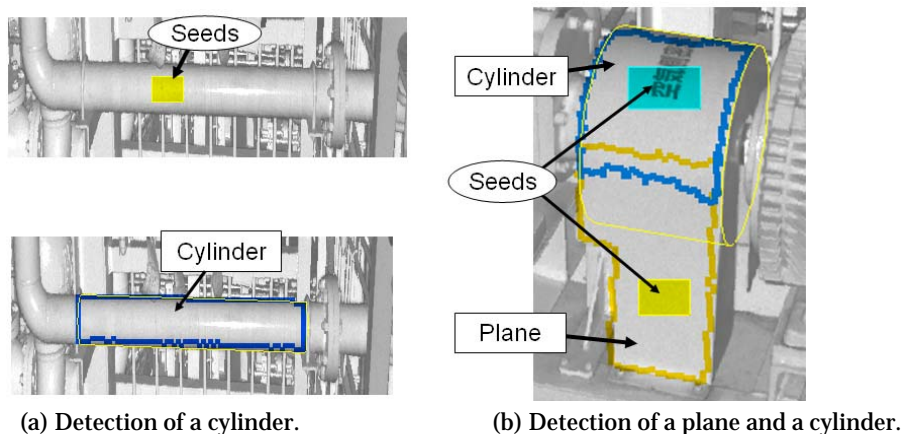 Seeds
Cylinder
(a) Detection of a cylinder.
Cylinder
Seeds
Plane
(b) Detection of a plane and a cylinder.